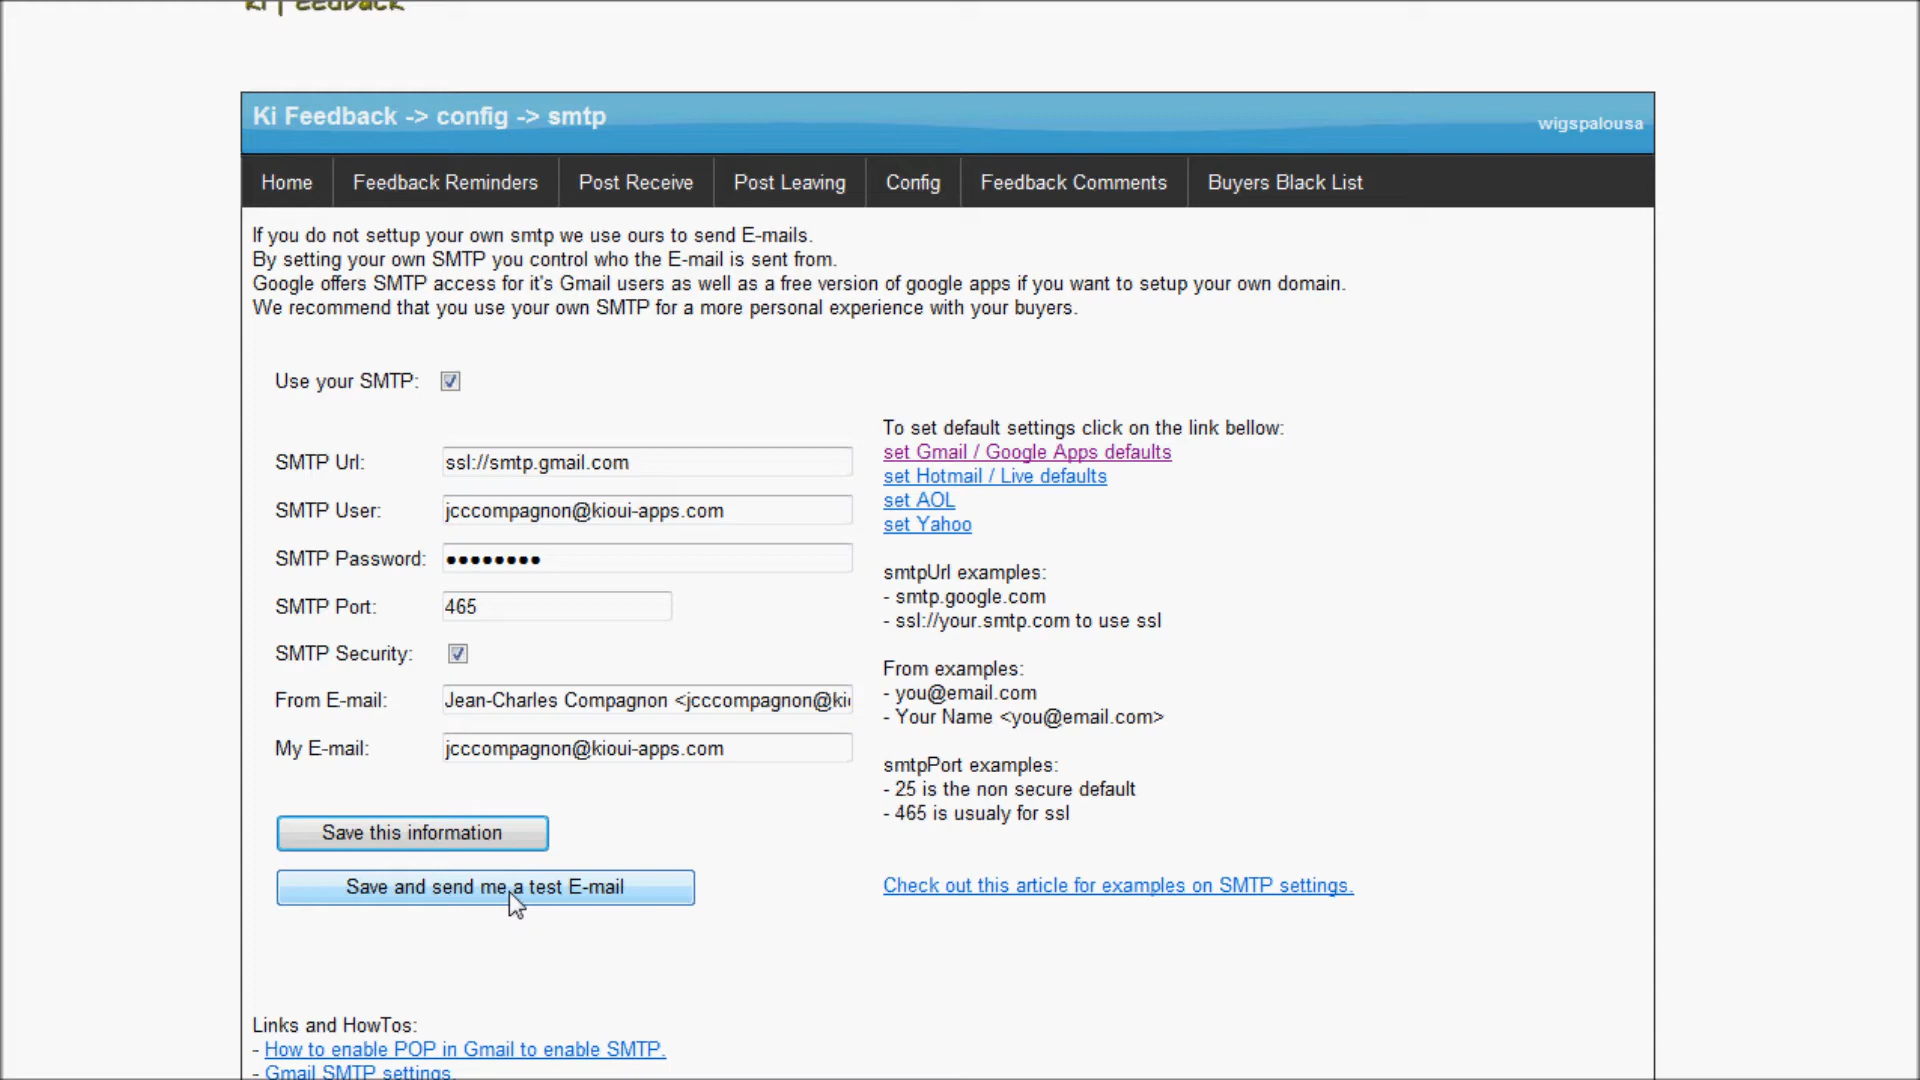 Ki Feedback
Ki Feedback -> config -> smtp
wigspalousa
Home
Feedback Reminders
Post Receive
Post Leaving
Config
Feedback Comments
Buyers Black List
If you do not settup your own smtp we use ours to send E-mails.
By setting your own SMTP you control who the E-mail is sent from.
Google offers SMTP access for it's Gmail users as well as a free version of google apps if you want to setup your own domain.
We recommend that you use your own SMTP for a more personal experience with your buyers.
Use your SMTP:
SMTP Url: ssl://smtp.gmail.com
SMTP User: jcccompagnon@kioui-apps.com
SMTP Password: ●●●●●●●●
SMTP Port: 465
SMTP Security:
From E-mail: Jean-Charles Compagnon <jcccompagnon@ki
My E-mail: jcccompagnon@kioui-apps.com
Save this information
Save and send me a test E-mail
To set default settings click on the link bellow:
set Gmail / Google Apps defaults
set Hotmail / Live defaults
set AOL
set Yahoo
smtpUrl examples:
- smtp.google.com
- ssl://your.smtp.com to use ssl
From examples:
- you@email.com
- Your Name <you@email.com>
smtpPort examples:
- 25 is the non secure default
- 465 is usualy for ssl
Check out this article for examples on SMTP settings.
Links and HowTos:
- How to enable POP in Gmail to enable SMTP.
- Gmail SMTP settings.